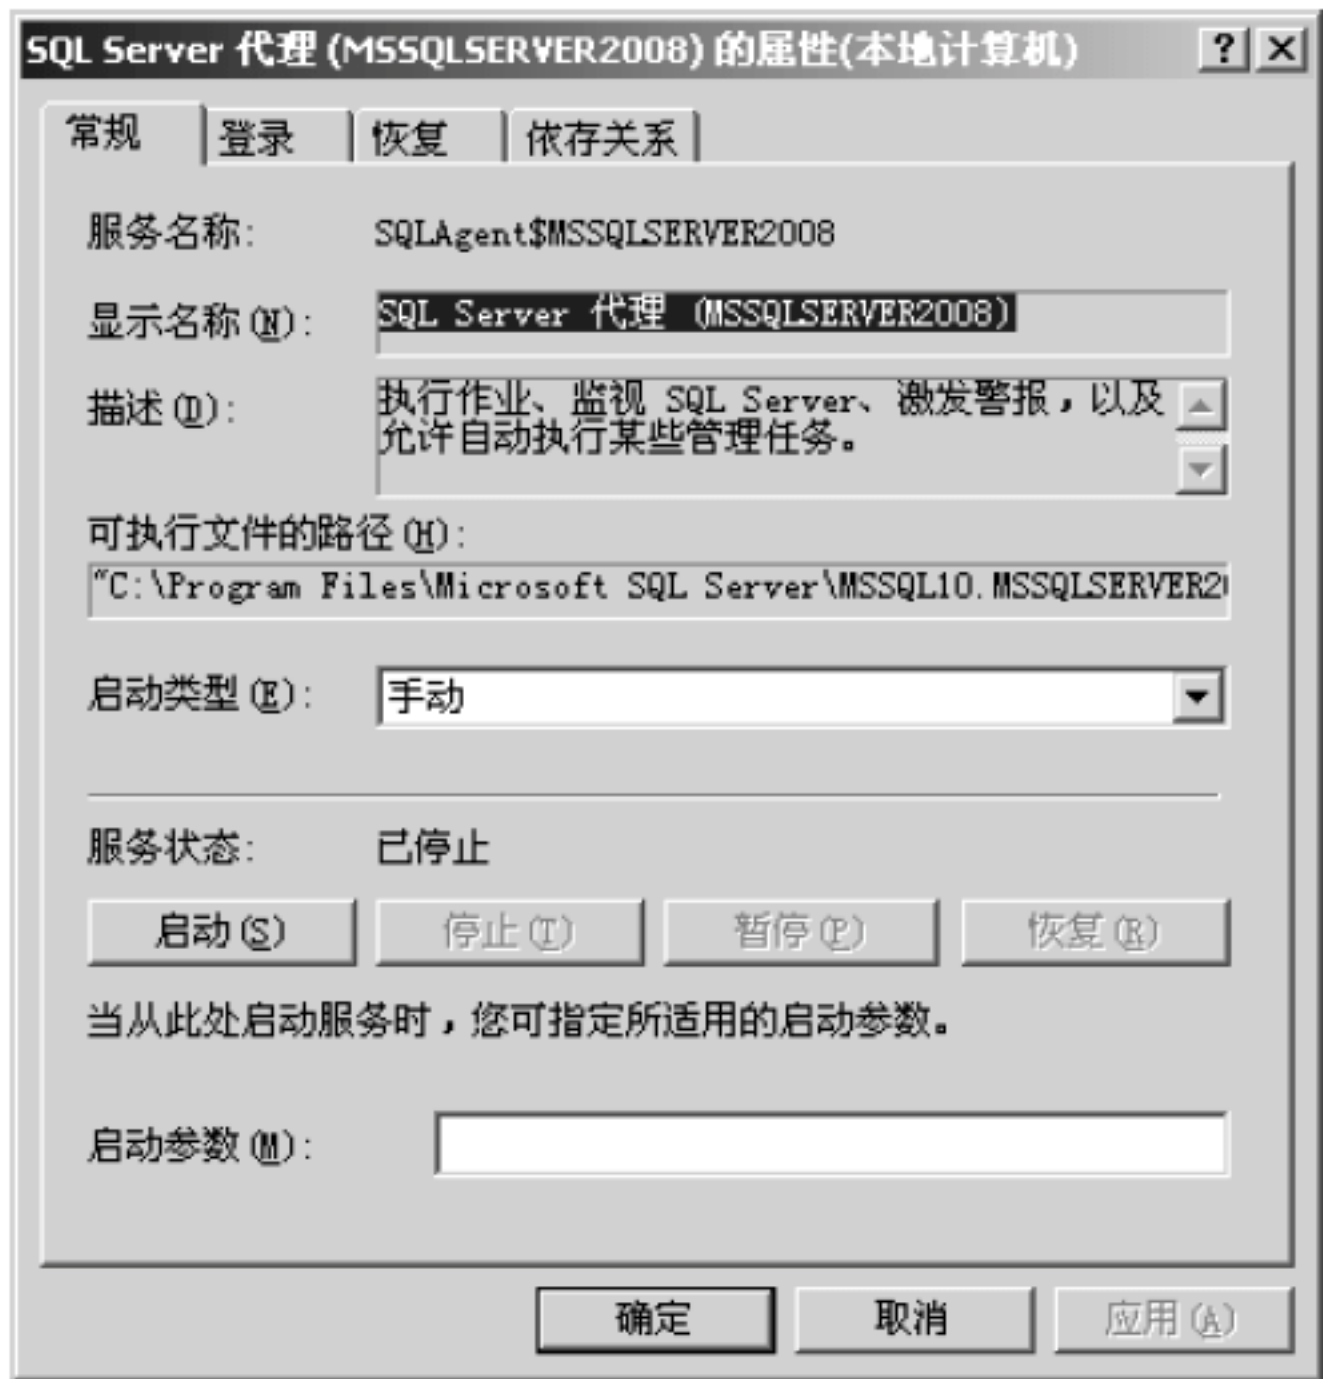 SQL Server 代理 (MSSQLSERVER2008) 的属性(本地计算机)
常规 登录 恢复 依存关系
服务名称: SQLAgent$MSSQLSERVER2008
显示名称(N): SQL Server 代理 (MSSQLSERVER2008)
描述(D): 执行作业、监视 SQL Server、激发警报，以及
允许自动执行某些管理任务。
可执行文件的路径(H):
"C:\Program Files\Microsoft SQL Server\MSSQL10.MSSQLSERVER2
启动类型(E): 手动
服务状态: 已停止
启动(S) 停止(T) 暂停(P) 恢复(R)
当从此处启动服务时，您可指定所适用的启动参数。
启动参数(M):
确定 取消 应用(A)